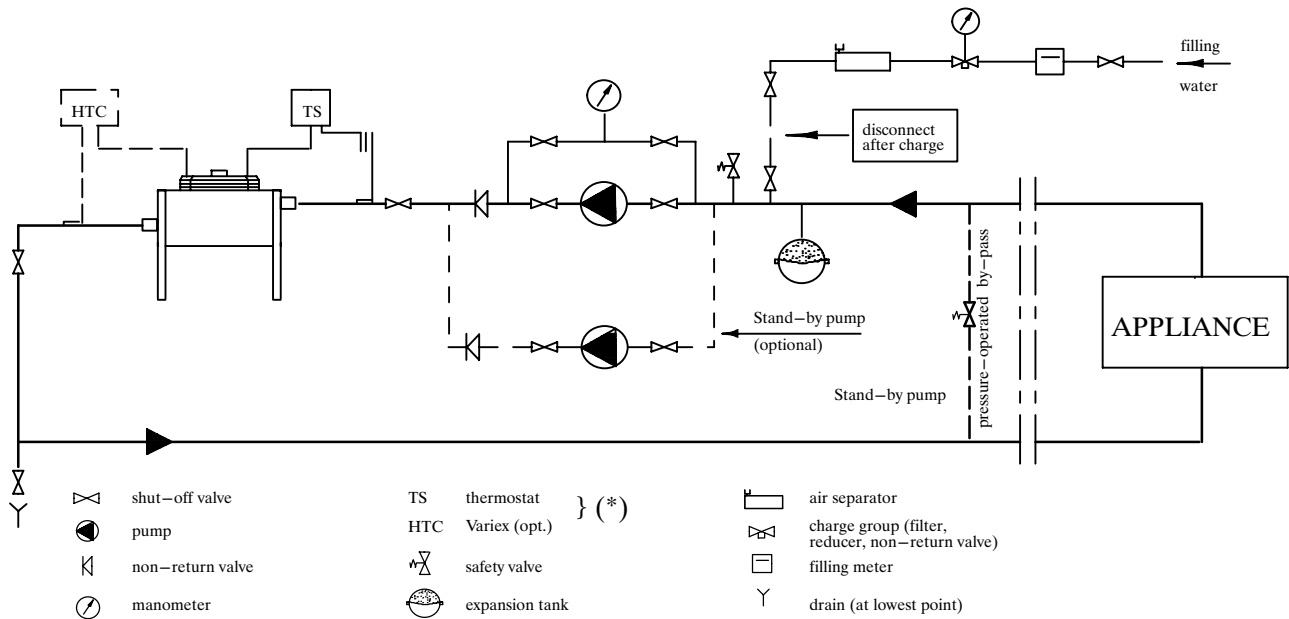 filling
water
HTC
TS
disconnect
after charge
pressure–operated by–pass
APPLIANCE
Stand–by pump
(optional)
Stand–by pump
shut–off valve
pump
non–return valve
manometer
TS thermostat
HTC Variex (opt.)
} (*)
safety valve
expansion tank
air separator
charge group (filter,
reducer, non–return valve)
filling meter
drain (at lowest point)